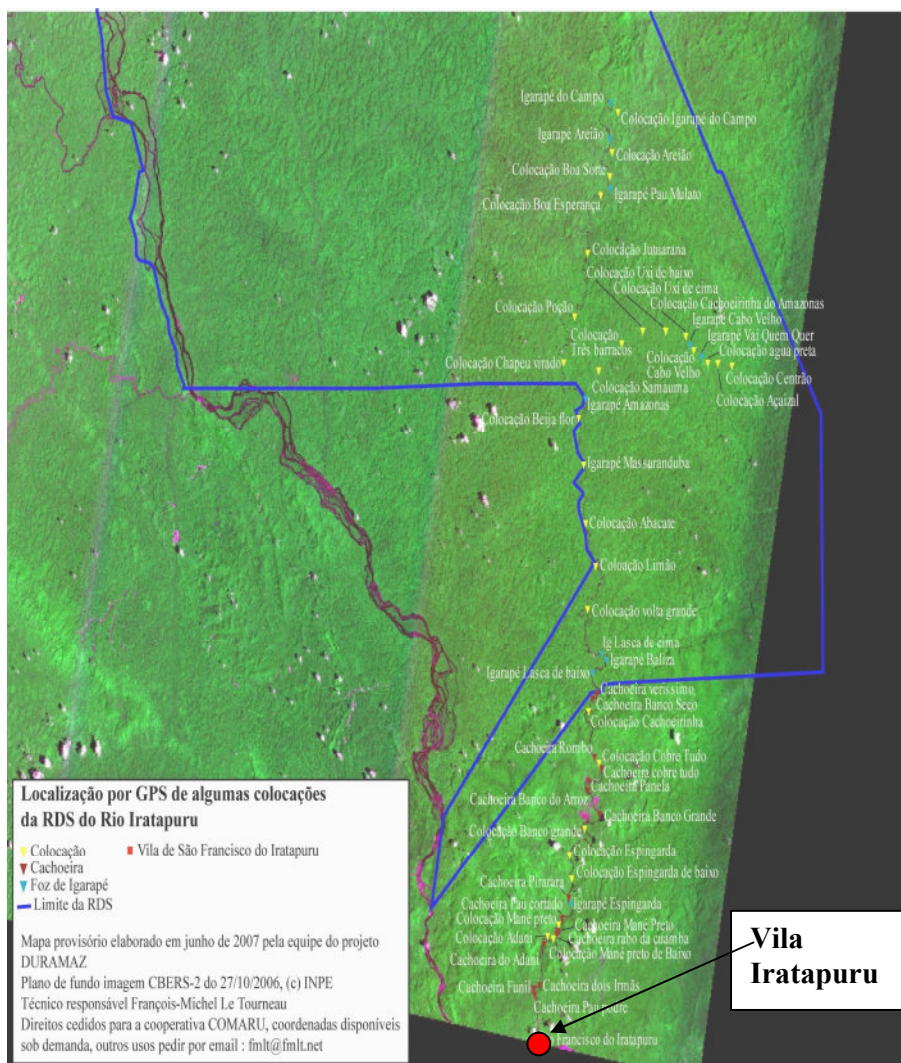 Igarapé do Campo
Colocação Igarapé do Campo
Igarapé Areião
Colocação Areião
Colocação Boa Sorte
Igarapé Pau Mulato
Colocação Boa Esperança
Colocação Jutuarana
Colocação Uxi de baixo
Colocação Uxi de cima
Colocação Cachoeirinha do Amazonas
Colocação Poção
Igarapé Cabo Velho
Colocação
Três barracos
Igarapé Vai Quem Quer
Colocação
Cabo Velho
Colocação agua preta
Colocação Chapeu virado
Colocação Centrão
Colocação Samauma
Colocação Açaizal
Igarapé Amazonas
Colocação Beija flor
Igarapé Massaranduba
Colocação Abacate
Coloação Limão
Colocação volta grande
Ig Lasca de cima
Igarapé Baliza
Igarapé Lasca de baixo
Cachoeira verissimo
Cachoeira Banco Seco
Colocação Cachoeirinha
Cachoeira Rombo
Colocação Cobre Tudo
Cachoeira cobre tudo
Cachoeira Panela
Cachoeira Banco do Arroz
Cachoeira Banco Grande
Colocação Banco grande
Colocação Espingarda
Colocação Espingarda de baixo
Cachoeira Pirarara
Cachoeira Pau cortado
Igarapé Espingarda
Colocação Mané preto
Cachoeira Mané Preto
Colocação Adana
Cachoeira rabo da cuamba
Colocação Mané preto de Baixo
Cachoeira do Adana
Cachoeira Funil
Cachoeira dois Irmãs
Cachoeira Pau podre
Francisco do Iratapuru
Vila
Iratapuru
Localização por GPS de algumas colocações
da RDS do Rio Iratapuru
Colocação
Vila de São Francisco do Iratapuru
Cachoeira
Foz de Igarapé
Limite da RDS
Mapa provisório elaborado em junho de 2007 pela equipe do projeto
DURAMAZ
Plano de fundo imagem CBERS-2 do 27/10/2006, (c) INPE
Técnico responsável François-Michel Le Tourneau
Direitos cedidos para a cooperativa COMARU, coordenadas disponíveis
sob demanda, outros usos pedir por email : fmlt@fmlt.net